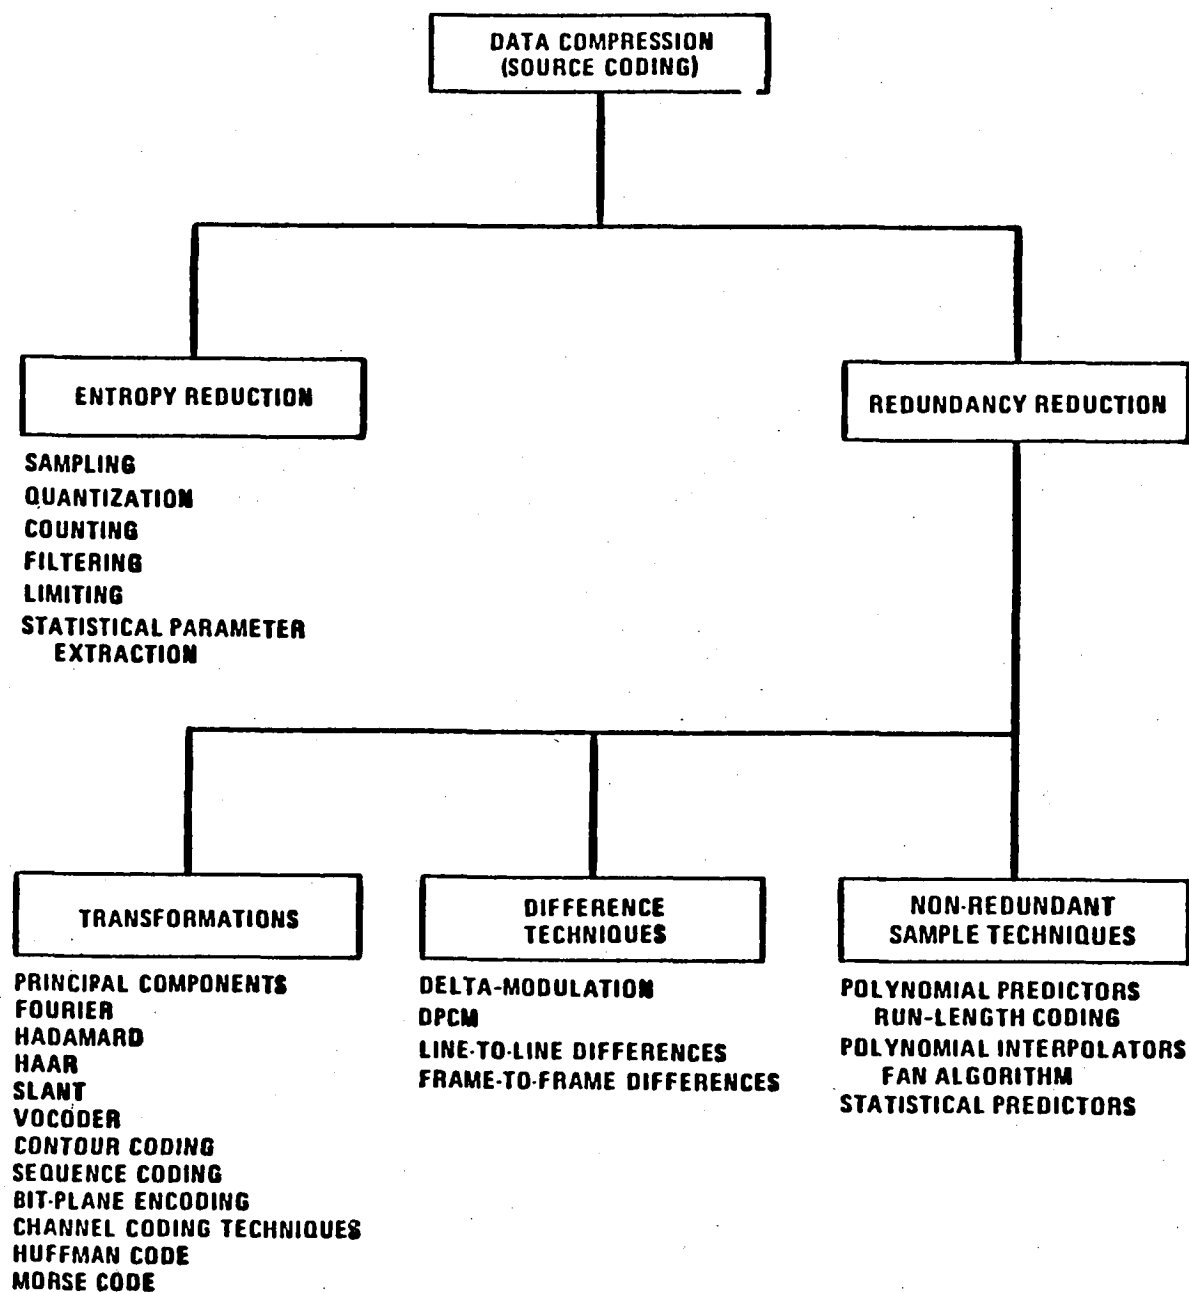 DATA COMPRESSION
(SOURCE CODING)
ENTROPY REDUCTION
SAMPLING
QUANTIZATION
COUNTING
FILTERING
LIMITING
STATISTICAL PARAMETER
EXTRACTION
REDUNDANCY REDUCTION
TRANSFORMATIONS
PRINCIPAL COMPONENTS
FOURIER
HADAMARD
HAAR
SLANT
VOCODER
CONTOUR CODING
SEQUENCE CODING
BIT-PLANE ENCODING
CHANNEL CODING TECHNIQUES
HUFFMAN CODE
MORSE CODE
DIFFERENCE
TECHNIQUES
DELTA-MODULATION
DPCM
LINE-TO-LINE DIFFERENCES
FRAME-TO-FRAME DIFFERENCES
NON-REDUNDANT
SAMPLE TECHNIQUES
POLYNOMIAL PREDICTORS
RUN-LENGTH CODING
POLYNOMIAL INTERPOLATORS
FAN ALGORITHM
STATISTICAL PREDICTORS